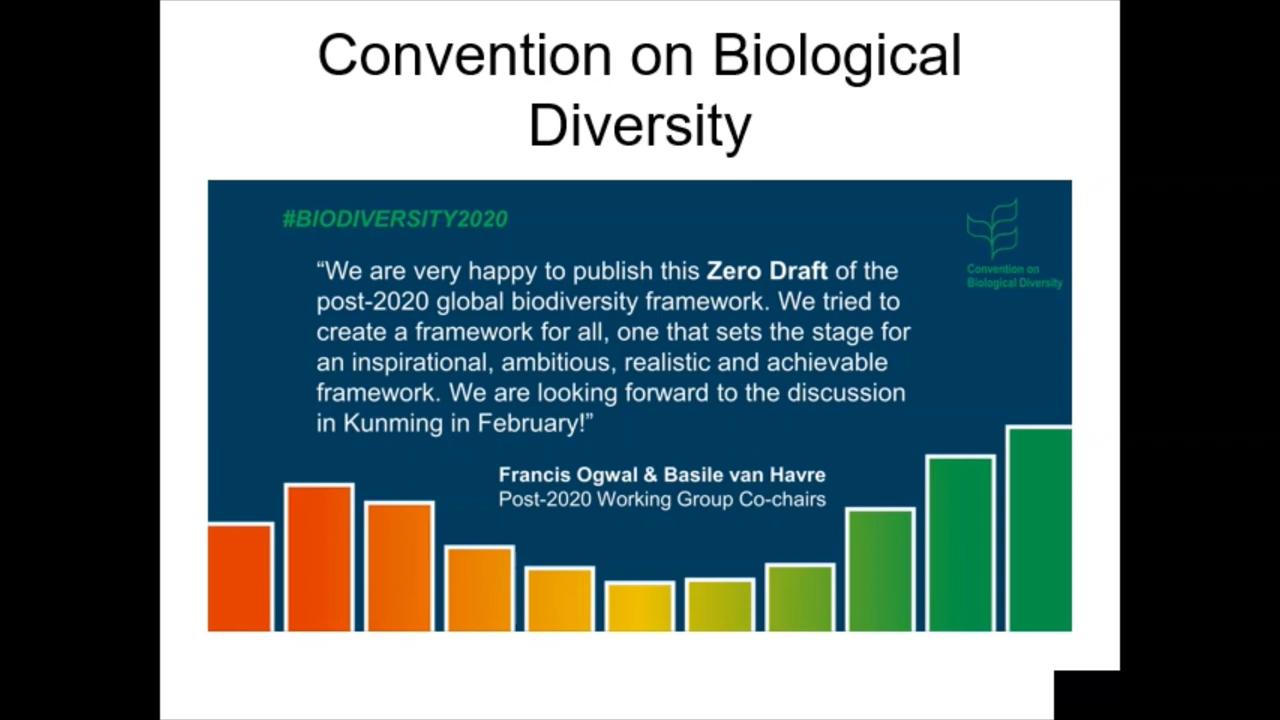 Convention on Biological
Diversity
#BIODIVERSITY2020
Convention on
Biological Diversity
“We are very happy to publish this Zero Draft of the
post-2020 global biodiversity framework. We tried to
create a framework for all, one that sets the stage for
an inspirational, ambitious, realistic and achievable
framework. We are looking forward to the discussion
in Kunming in February!”
Francis Ogwal & Basile van Havre
Post-2020 Working Group Co-chairs